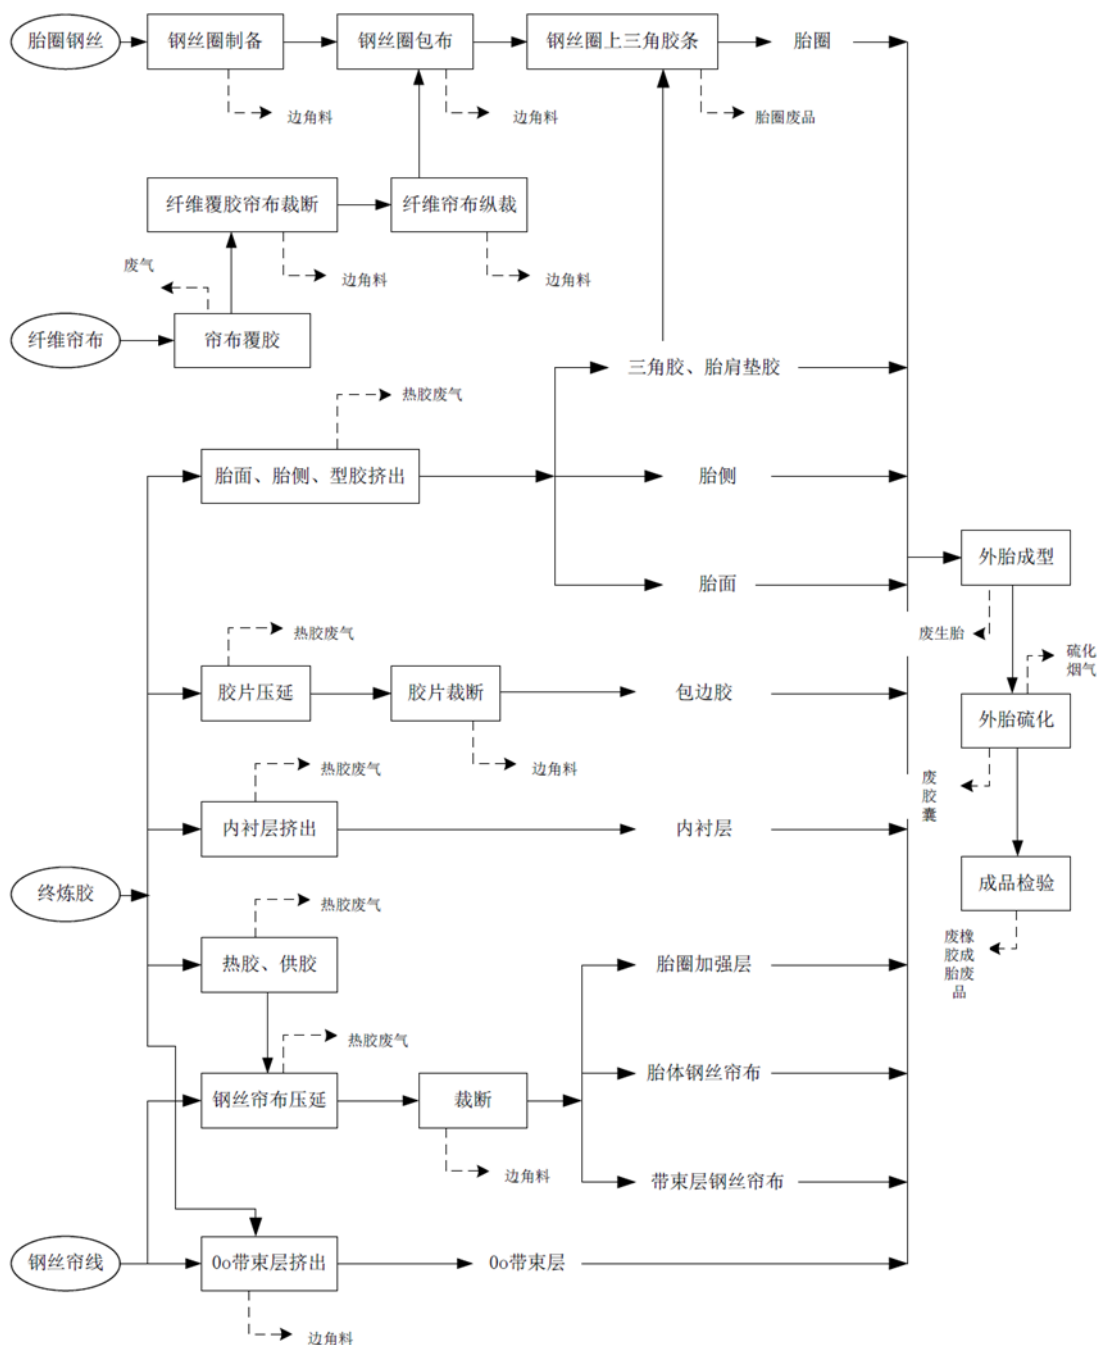 胎圈钢丝
钢丝圈制备
钢丝圈包布
钢丝圈上三角胶条
胎圈
边角料
边角料
胎圈废品
纤维覆胶帘布裁断
纤维帘布纵裁
废气
边角料
边角料
纤维帘布
帘布覆胶
三角胶、胎肩垫胶
热胶废气
胎面、胎侧、型胶挤出
胎侧
外胎成型
胎面
热胶废气
废生胎
硫化
烟气
胶片压延
胶片裁断
包边胶
外胎硫化
热胶废气
边角料
废
胶
囊
内衬层挤出
内衬层
终炼胶
成品检验
热胶废气
废橡
胶成
胎废
品
热胶、供胶
胎圈加强层
热胶废气
钢丝帘布压延
裁断
胎体钢丝帘布
边角料
带束层钢丝帘布
钢丝帘线
0o带束层挤出
0o带束层
边角料